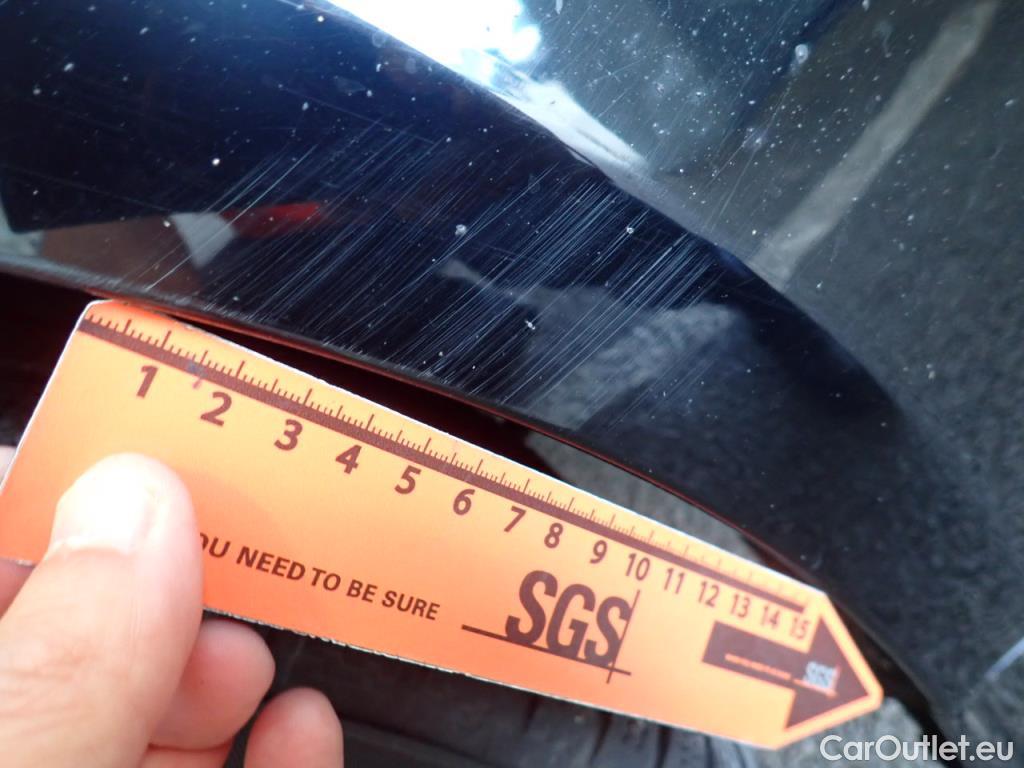 1 2 3 4 5 6 7 8 9 10 11 12 13 14 15
OU NEED TO BE SURE
SGS
SGS
CarOutlet.eu